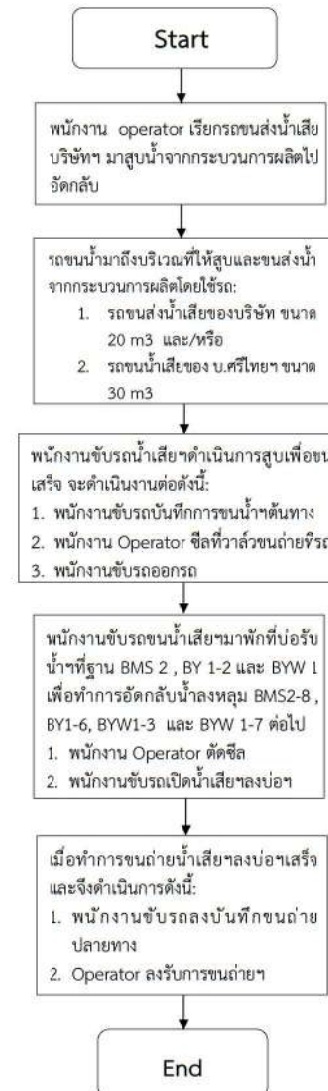 Start
พนักงาน operator เรียกรถขนส่งน้ำเสีย
บริษัทฯ มาสูบน้ำจากกระบวนการผลิตไป
อัดกลับ
รถขนน้ำมาถึงบริเวณที่ให้สูบและขนส่งน้ำ
จากกระบวนการผลิตโดยใช้รถ:
1. รถขนส่งน้ำเสียของบริษัท ขนาด
20 m3 และ/หรือ
2. รถขนน้ำเสียของ บ.ศรีไทยฯ ขนาด
30 m3
พนักงานขับรถน้ำเสียฯดำเนินการสูบเพื่อขน
เสร็จ จะดำเนินงานต่อดังนี้:
1. พนักงานขับรถบันทึกการขนน้ำฯต้นทาง
2. พนักงาน Operator ซีลที่วาล์วขนถ่ายที่รถ
3. พนักงานขับรถออกรถ
พนักงานขับรถขนน้ำเสียฯมาพักที่บ่อรับ
น้ำฯที่ฐาน BMS 2 , BY 1-2 และ BYW 1
เพื่อทำการอัดกลับน้ำลงหลุม BMS2-8 ,
BY1-6, BYW1-3 และ BYW 1-7 ต่อไป
1. พนักงาน Operator ตัดซีล
2. พนักงานขับรถเปิดน้ำเสียฯลงบ่อฯ
เมื่อทำการขนถ่ายน้ำเสียฯลงบ่อฯเสร็จ
และจึงดำเนินการดังนี้:
1. พนักงานขับรถลงบันทึกขนถ่าย
ปลายทาง
2. Operator ลงรับการขนถ่ายฯ
End